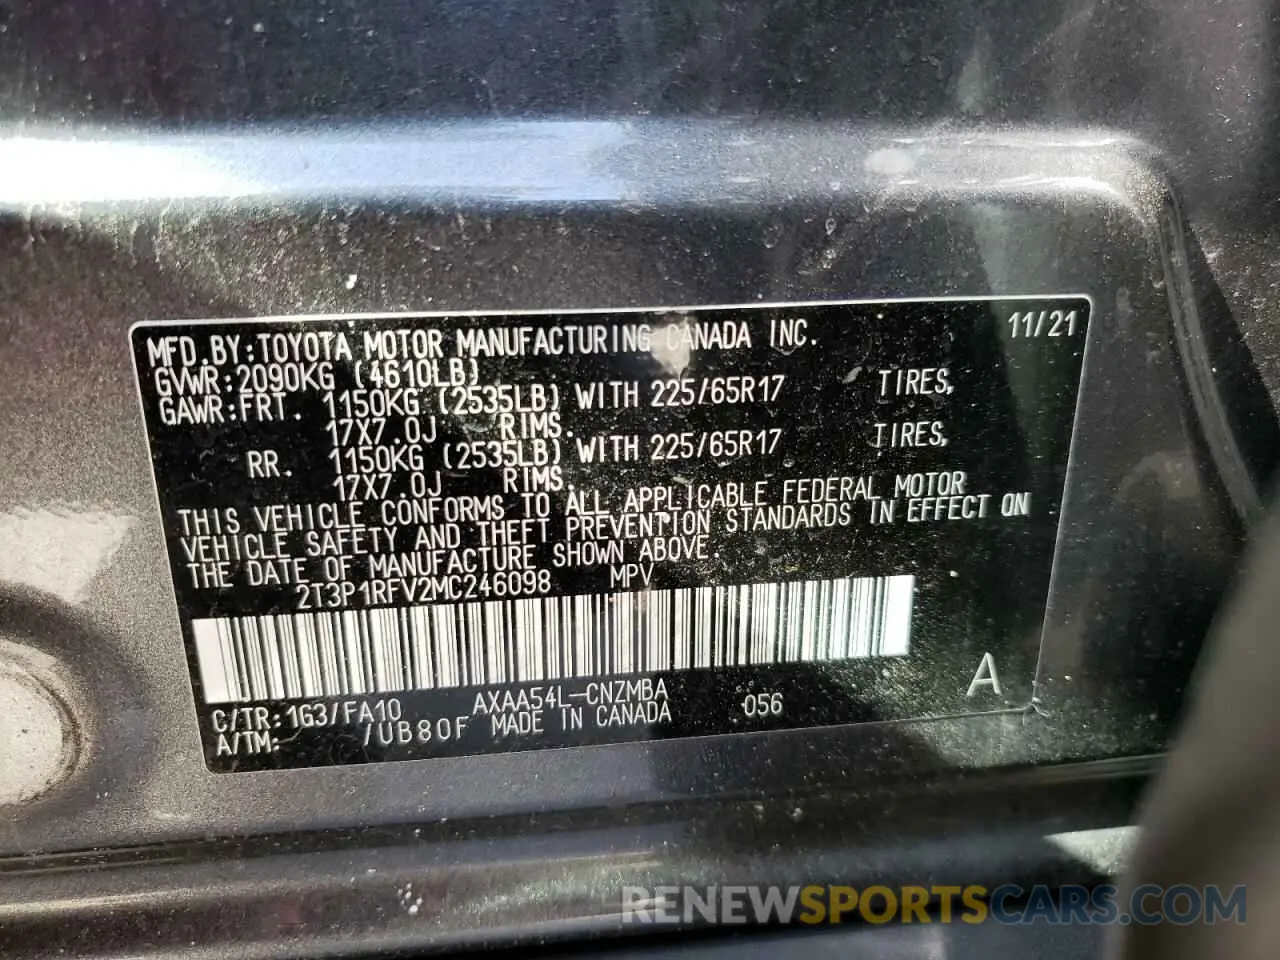 MFD.BY:TOYOTA MOTOR MANUFACTURING CANADA INC. 11/21
GVWR:2090KG (4610LB)
GAWR:FRT. 1150KG (2535LB) WITH 225/65R17 TIRES,
17X7.0J RIMS.
RR. 1150KG (2535LB) WITH 225/65R17 TIRES,
17X7.0J RIMS.
THIS VEHICLE CONFORMS TO ALL APPLICABLE FEDERAL MOTOR
VEHICLE SAFETY AND THEFT PREVENTION STANDARDS IN EFFECT ON
THE DATE OF MANUFACTURE SHOWN ABOVE.
2T3P1RFV2MC246098 MPV
C/TR:1G3/FA10 AXAA54L-CNZMBA 056 A
A/TM: /UB80F MADE IN CANADA
RENEWSPORTSCARS.COM